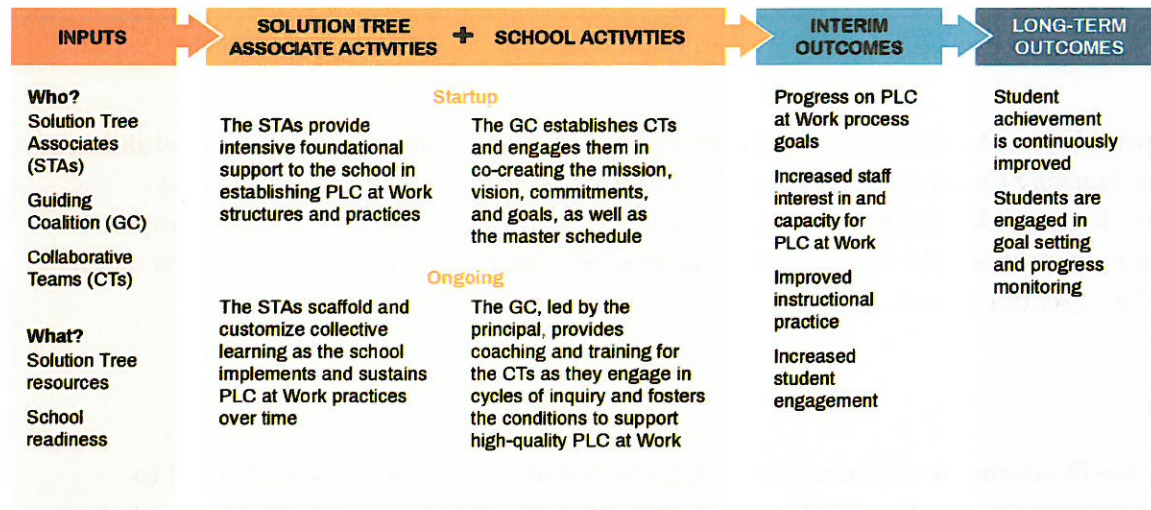 INPUTS
SOLUTION TREE
ASSOCIATE ACTIVITIES
+
SCHOOL ACTIVITIES
INTERIM
OUTCOMES
LONG-TERM
OUTCOMES
Who?
Solution Tree
Associates
(STAs)
Guiding
Coalition (GC)
Collaborative
Teams (CTs)
What?
Solution Tree
resources
School
readiness
Startup
The STAs provide
intensive foundational
support to the school in
establishing PLC at Work
structures and practices
The GC establishes CTs
and engages them in
co-creating the mission,
vision, commitments,
and goals, as well as
the master schedule
Ongoing
The STAs scaffold and
customize collective
learning as the school
implements and sustains
PLC at Work practices
over time
The GC, led by the
principal, provides
coaching and training for
the CTs as they engage in
cycles of inquiry and fosters
the conditions to support
high-quality PLC at Work
Progress on PLC
at Work process
goals
Increased staff
interest in and
capacity for
PLC at Work
Improved
instructional
practice
Increased
student
engagement
Student
achievement
is continuously
improved
Students are
engaged in
goal setting
and progress
monitoring